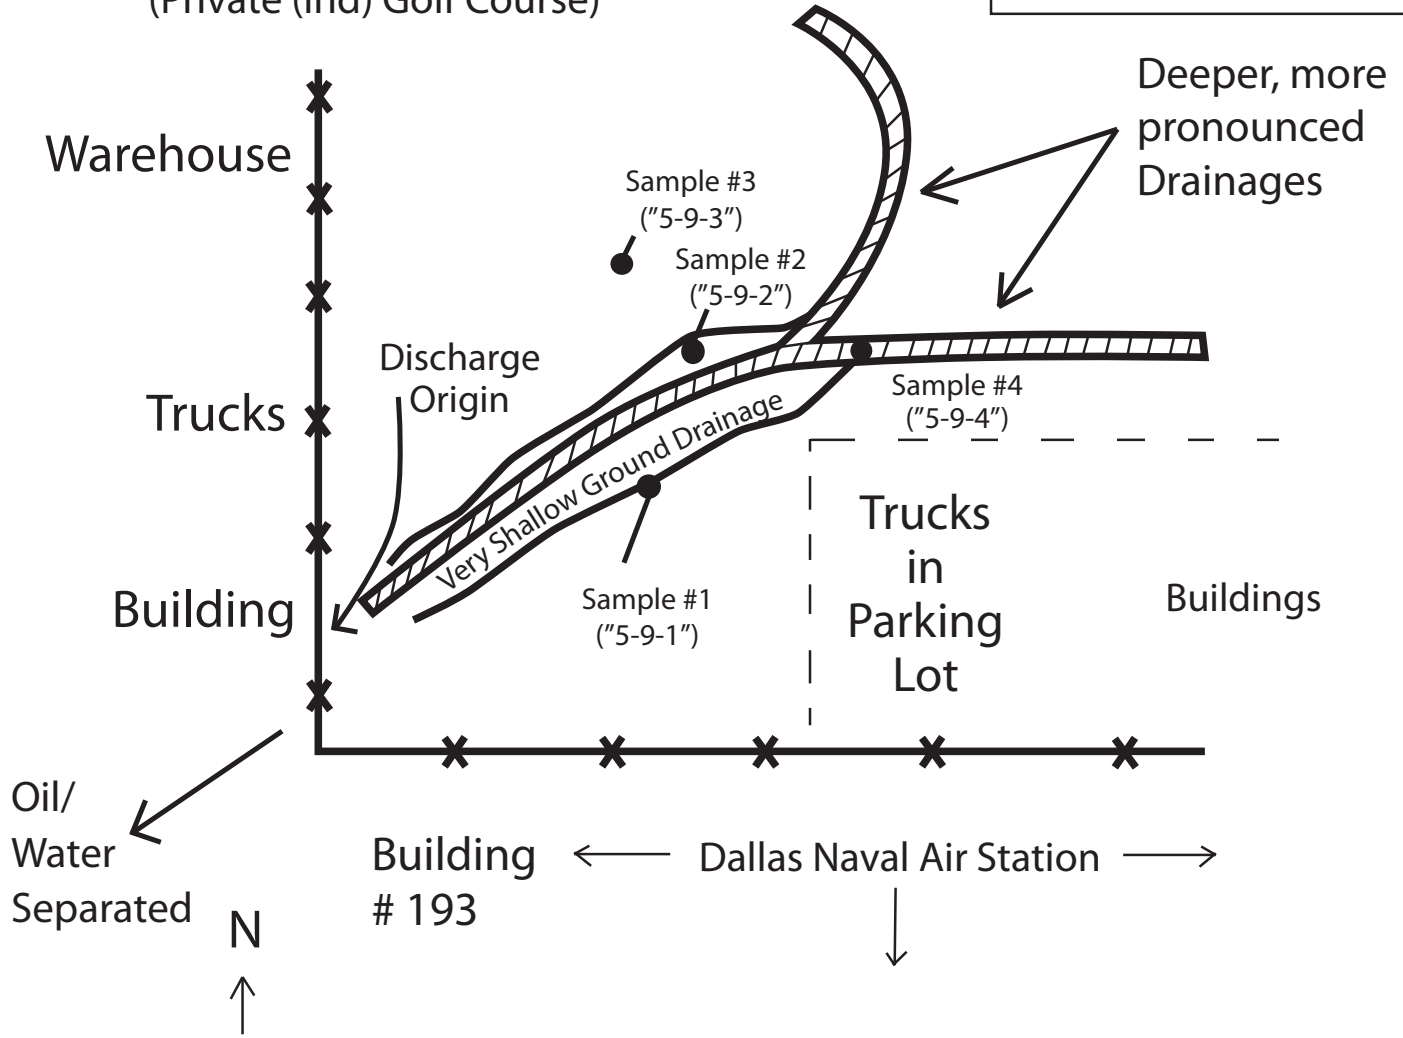 (Private (Ind) Golf Course)
Deeper, more
pronounced
Drainages
Warehouse
Sample #3
("5-9-3")
Sample #2
("5-9-2")
Discharge
Origin
Trucks
Sample #4
("5-9-4")
Very Shallow Ground Drainage
Trucks
in
Parking
Lot
Buildings
Building
Sample #1
("5-9-1")
Oil/
Water
Separated
Building
# 193
Dallas Naval Air Station
N